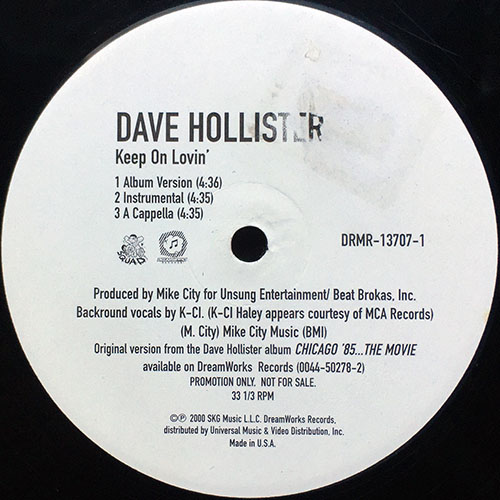 DAVE HOLLISTER
Keep On Lovin'
1 Album Version (4:36)
2 Instrumental (4:35)
3 A Cappella (4:35)
SQUAD
DRMR-13707-1
Produced by Mike City for Unsung Entertainment/ Beat Brokas, Inc.
Backround vocals by K-CI. (K-CI Haley appears courtesy of MCA Records)
(M. City) Mike City Music (BMI)
Original version from the Dave Hollister album CHICAGO '85...THE MOVIE
available on DreamWorks Records (0044-50278-2)
PROMOTION ONLY. NOT FOR SALE.
33 1/3 RPM
©℗ 2000 SKG Music L.L.C. DreamWorks Records,
distributed by Universal Music & Video Distribution, Inc.
Made in U.S.A.